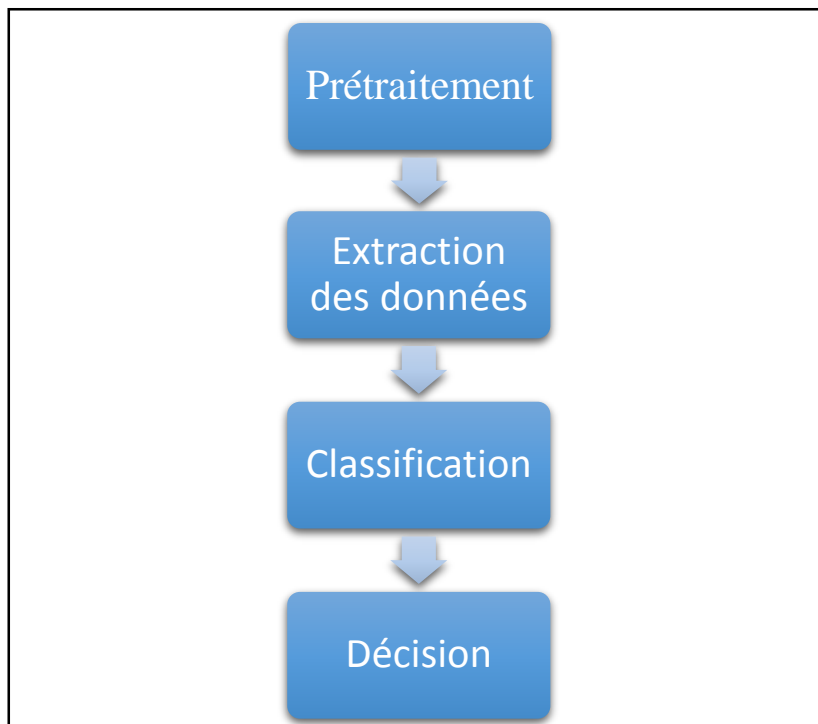 Prétraitement
Extraction
des données
Classification
Décision